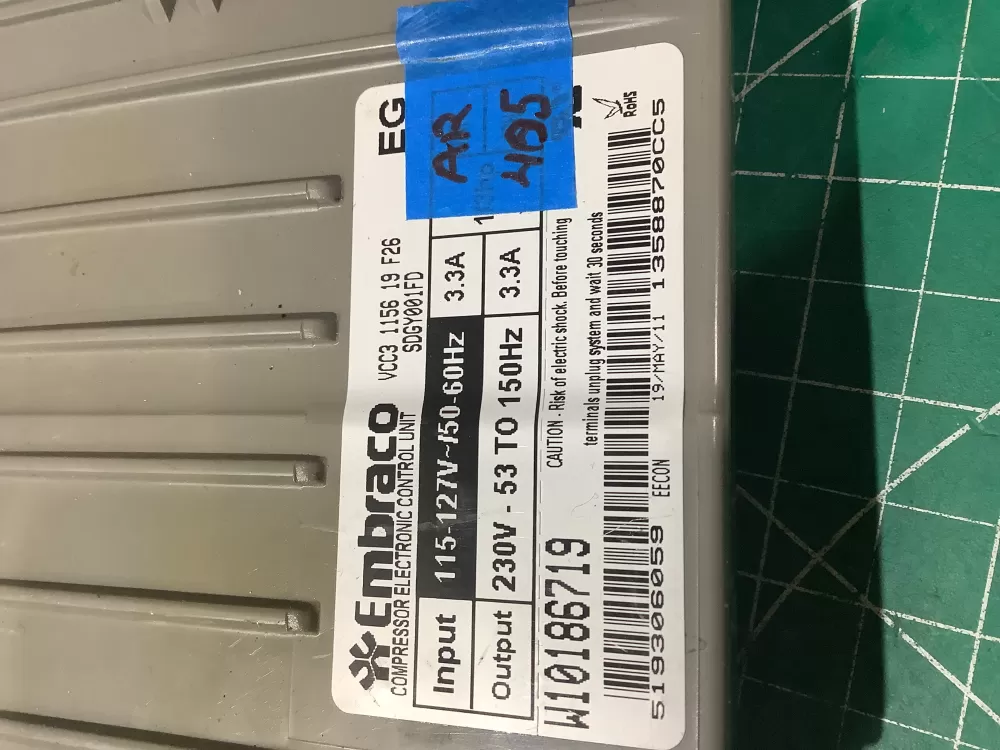 Embraco
COMPRESSOR ELECTRONIC CONTROL UNIT
VCC3 1156 19 F26
SDGY001FD
EG
AR
405
RoHS
Input 115-127V~/50-60Hz 3.3A
Output 230V - 53 TO 150Hz 3.3A
W10186719
CAUTION - Risk of electric shock. Before touching
terminals unplug system and wait 30 seconds
519306059 EECON 19/MAY/11 1358870CC5